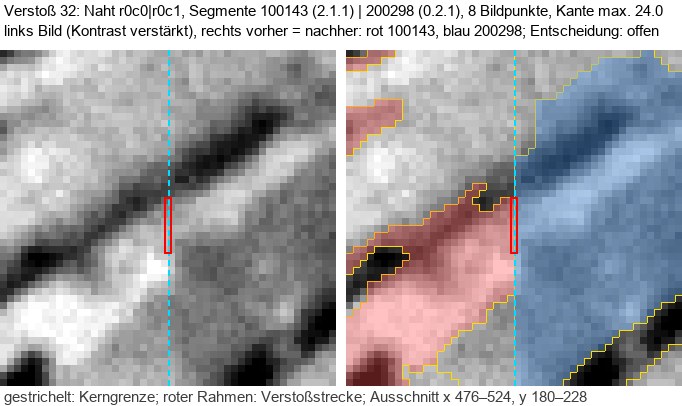 Verstoß 32: Naht r0c0|r0c1, Segmente 100143 (2.1.1) | 200298 (0.2.1), 8 Bildpunkte, Kante max. 24.0
links Bild (Kontrast verstärkt), rechts vorher = nachher: rot 100143, blau 200298; Entscheidung: offen
gestrichelt: Kerngrenze; roter Rahmen: Verstoßstrecke; Ausschnitt x 476–524, y 180–228